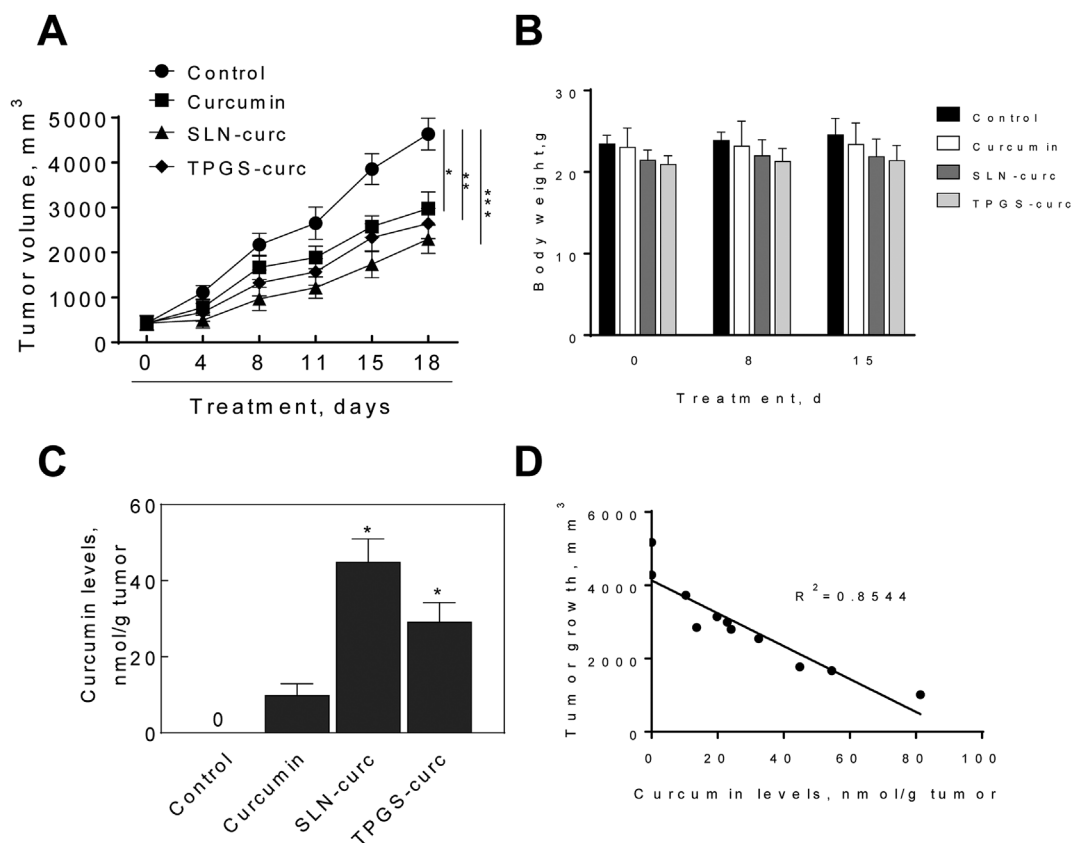 A
Control
Curcumin
SLN-curc
TPGS-curc
Tumor volume, mm3
5000
4000
3000
2000
1000
0
*
**
***
0 4 8 11 15 18
Treatment, days
B
Body weight,g
30
20
10
0
0 8 15
Treatment, d
Control
Curcumin
SLN-curc
TPGS-curc
C
Curcumin levels,
nmol/g tumor
60
40
20
0
0
*
*
Control
Curcumin
SLN-curc
TPGS-curc
D
Tumor growth, mm3
6000
4000
2000
0
R2=0.8544
0 20 40 60 80 100
Curcumin levels, nmol/g tumor